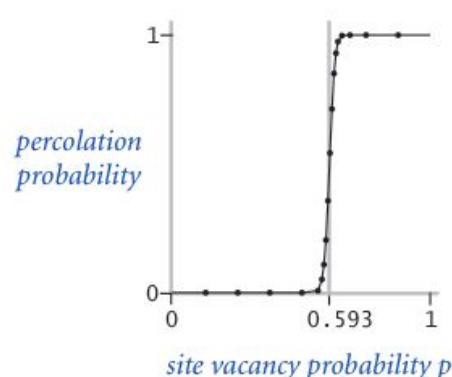 1
percolation
probability
0
0
0.593
1
site vacancy probability p